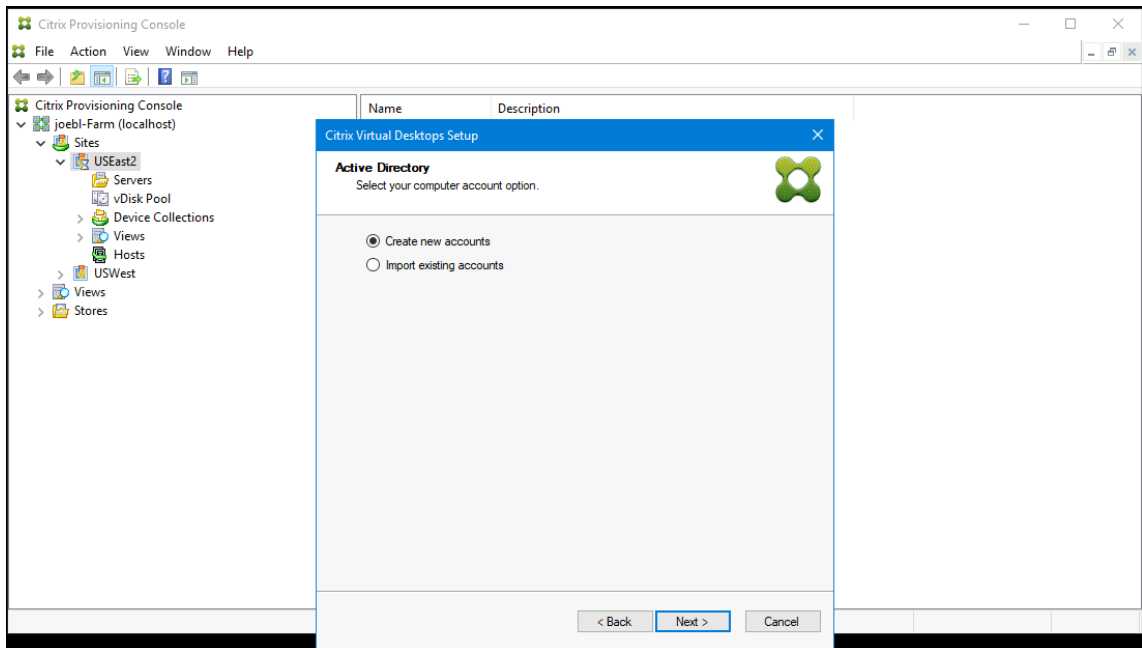 Citrix Provisioning Console
File Action View Window Help
Citrix Provisioning Console
joebl-Farm (localhost)
Sites
USEast2
Servers
vDisk Pool
Device Collections
Views
Hosts
USWest
Views
Stores
Name Description
Citrix Virtual Desktops Setup
Active Directory
Select your computer account option.
Create new accounts
Import existing accounts
< Back Next > Cancel